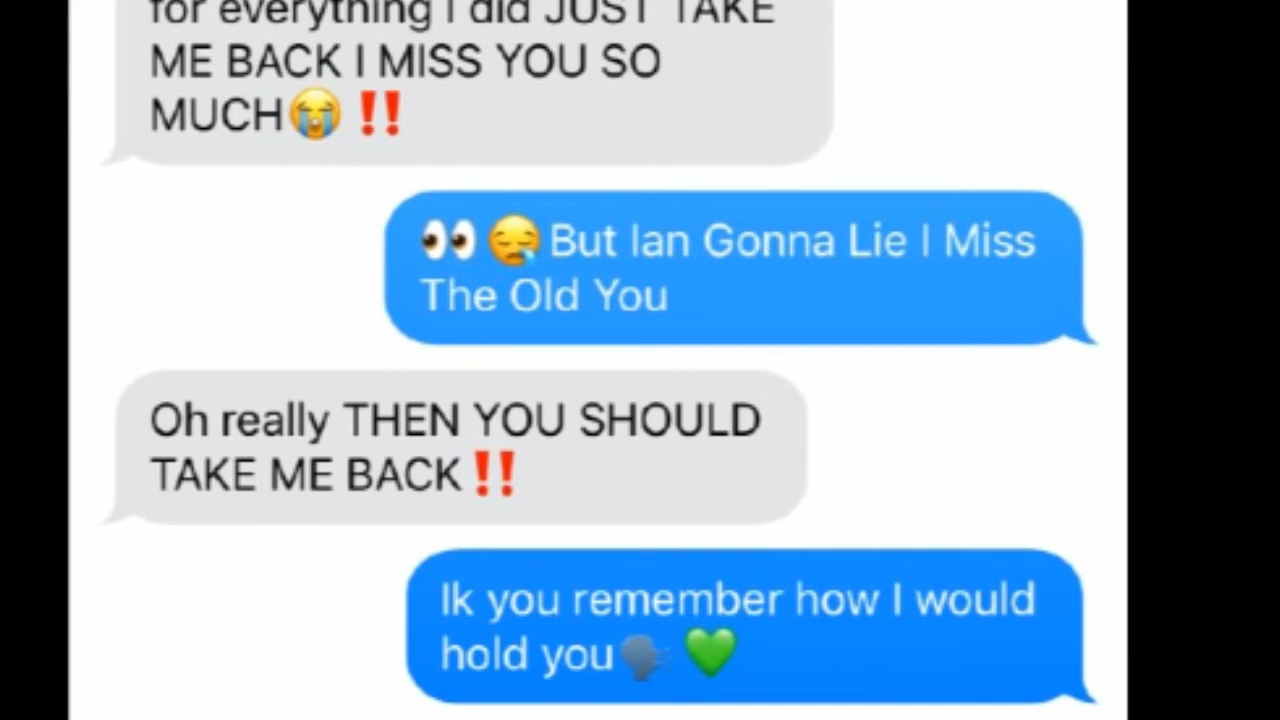 for everything I did JUST TAKE
ME BACK I MISS YOU SO
MUCH😭‼️
👀😪But Ian Gonna Lie I Miss
The Old You
Oh really THEN YOU SHOULD
TAKE ME BACK‼️
Ik you remember how I would
hold you🗣️💚